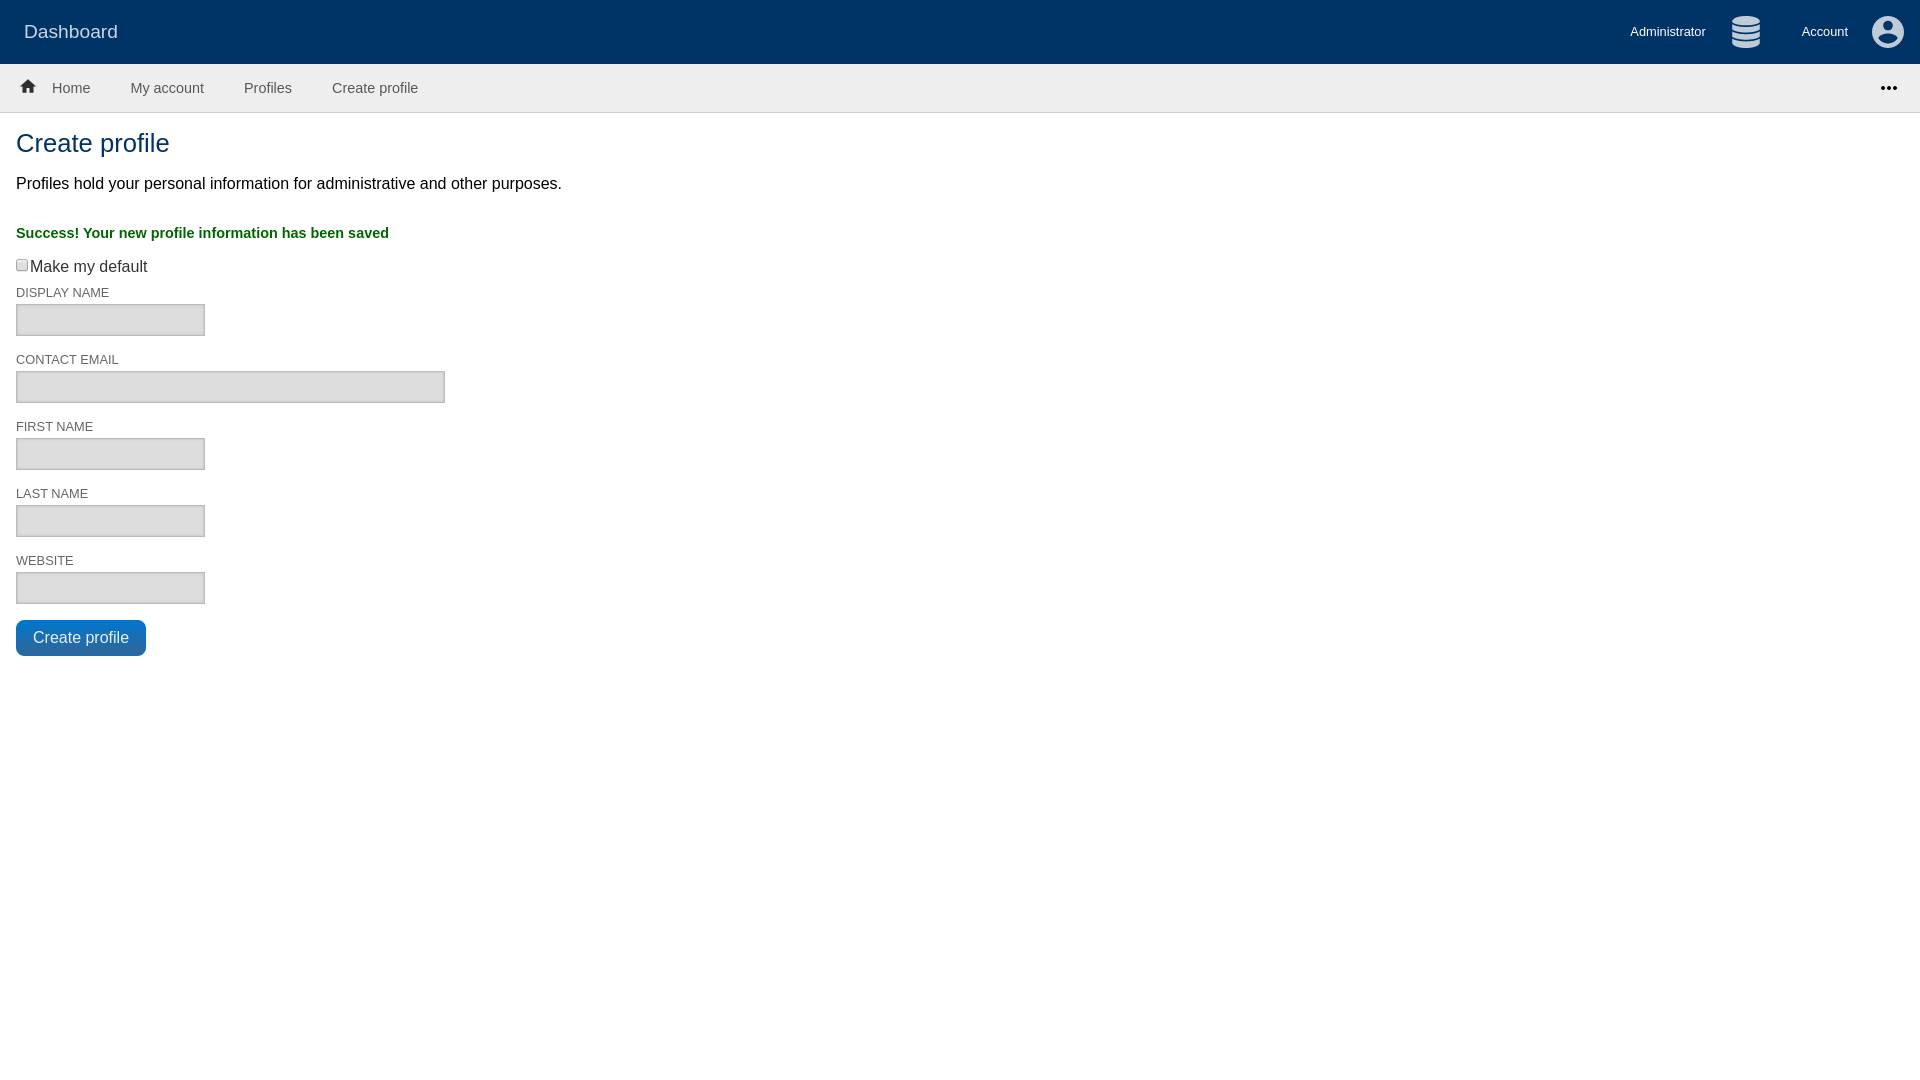 Dashboard
Administrator
Account
Home
My account
Profiles
Create profile
Create profile
Profiles hold your personal information for administrative and other purposes.
Success! Your new profile information has been saved
Make my default
DISPLAY NAME
CONTACT EMAIL
FIRST NAME
LAST NAME
WEBSITE
Create profile